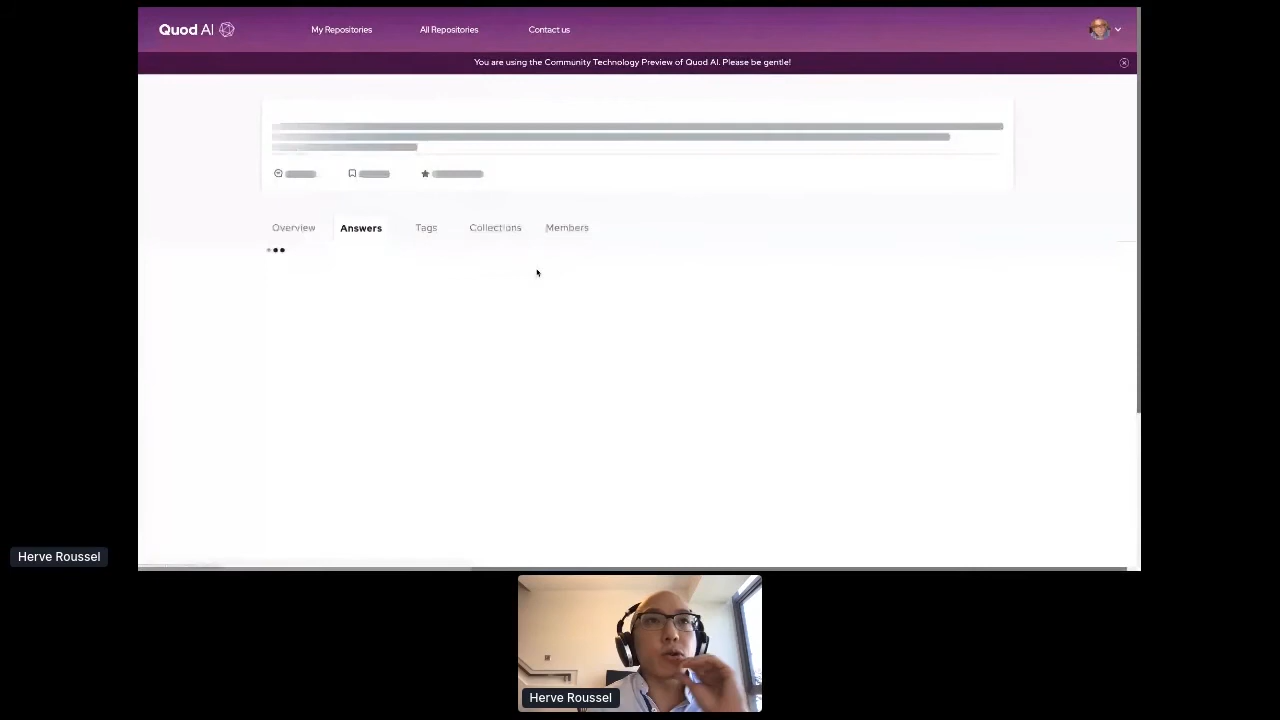 Quod AI
My Repositories
All Repositories
Contact us
You are using the Community Technology Preview of Quod AI. Please be gentle!
Overview
Answers
Tags
Collections
Members
Herve Roussel
Herve Roussel